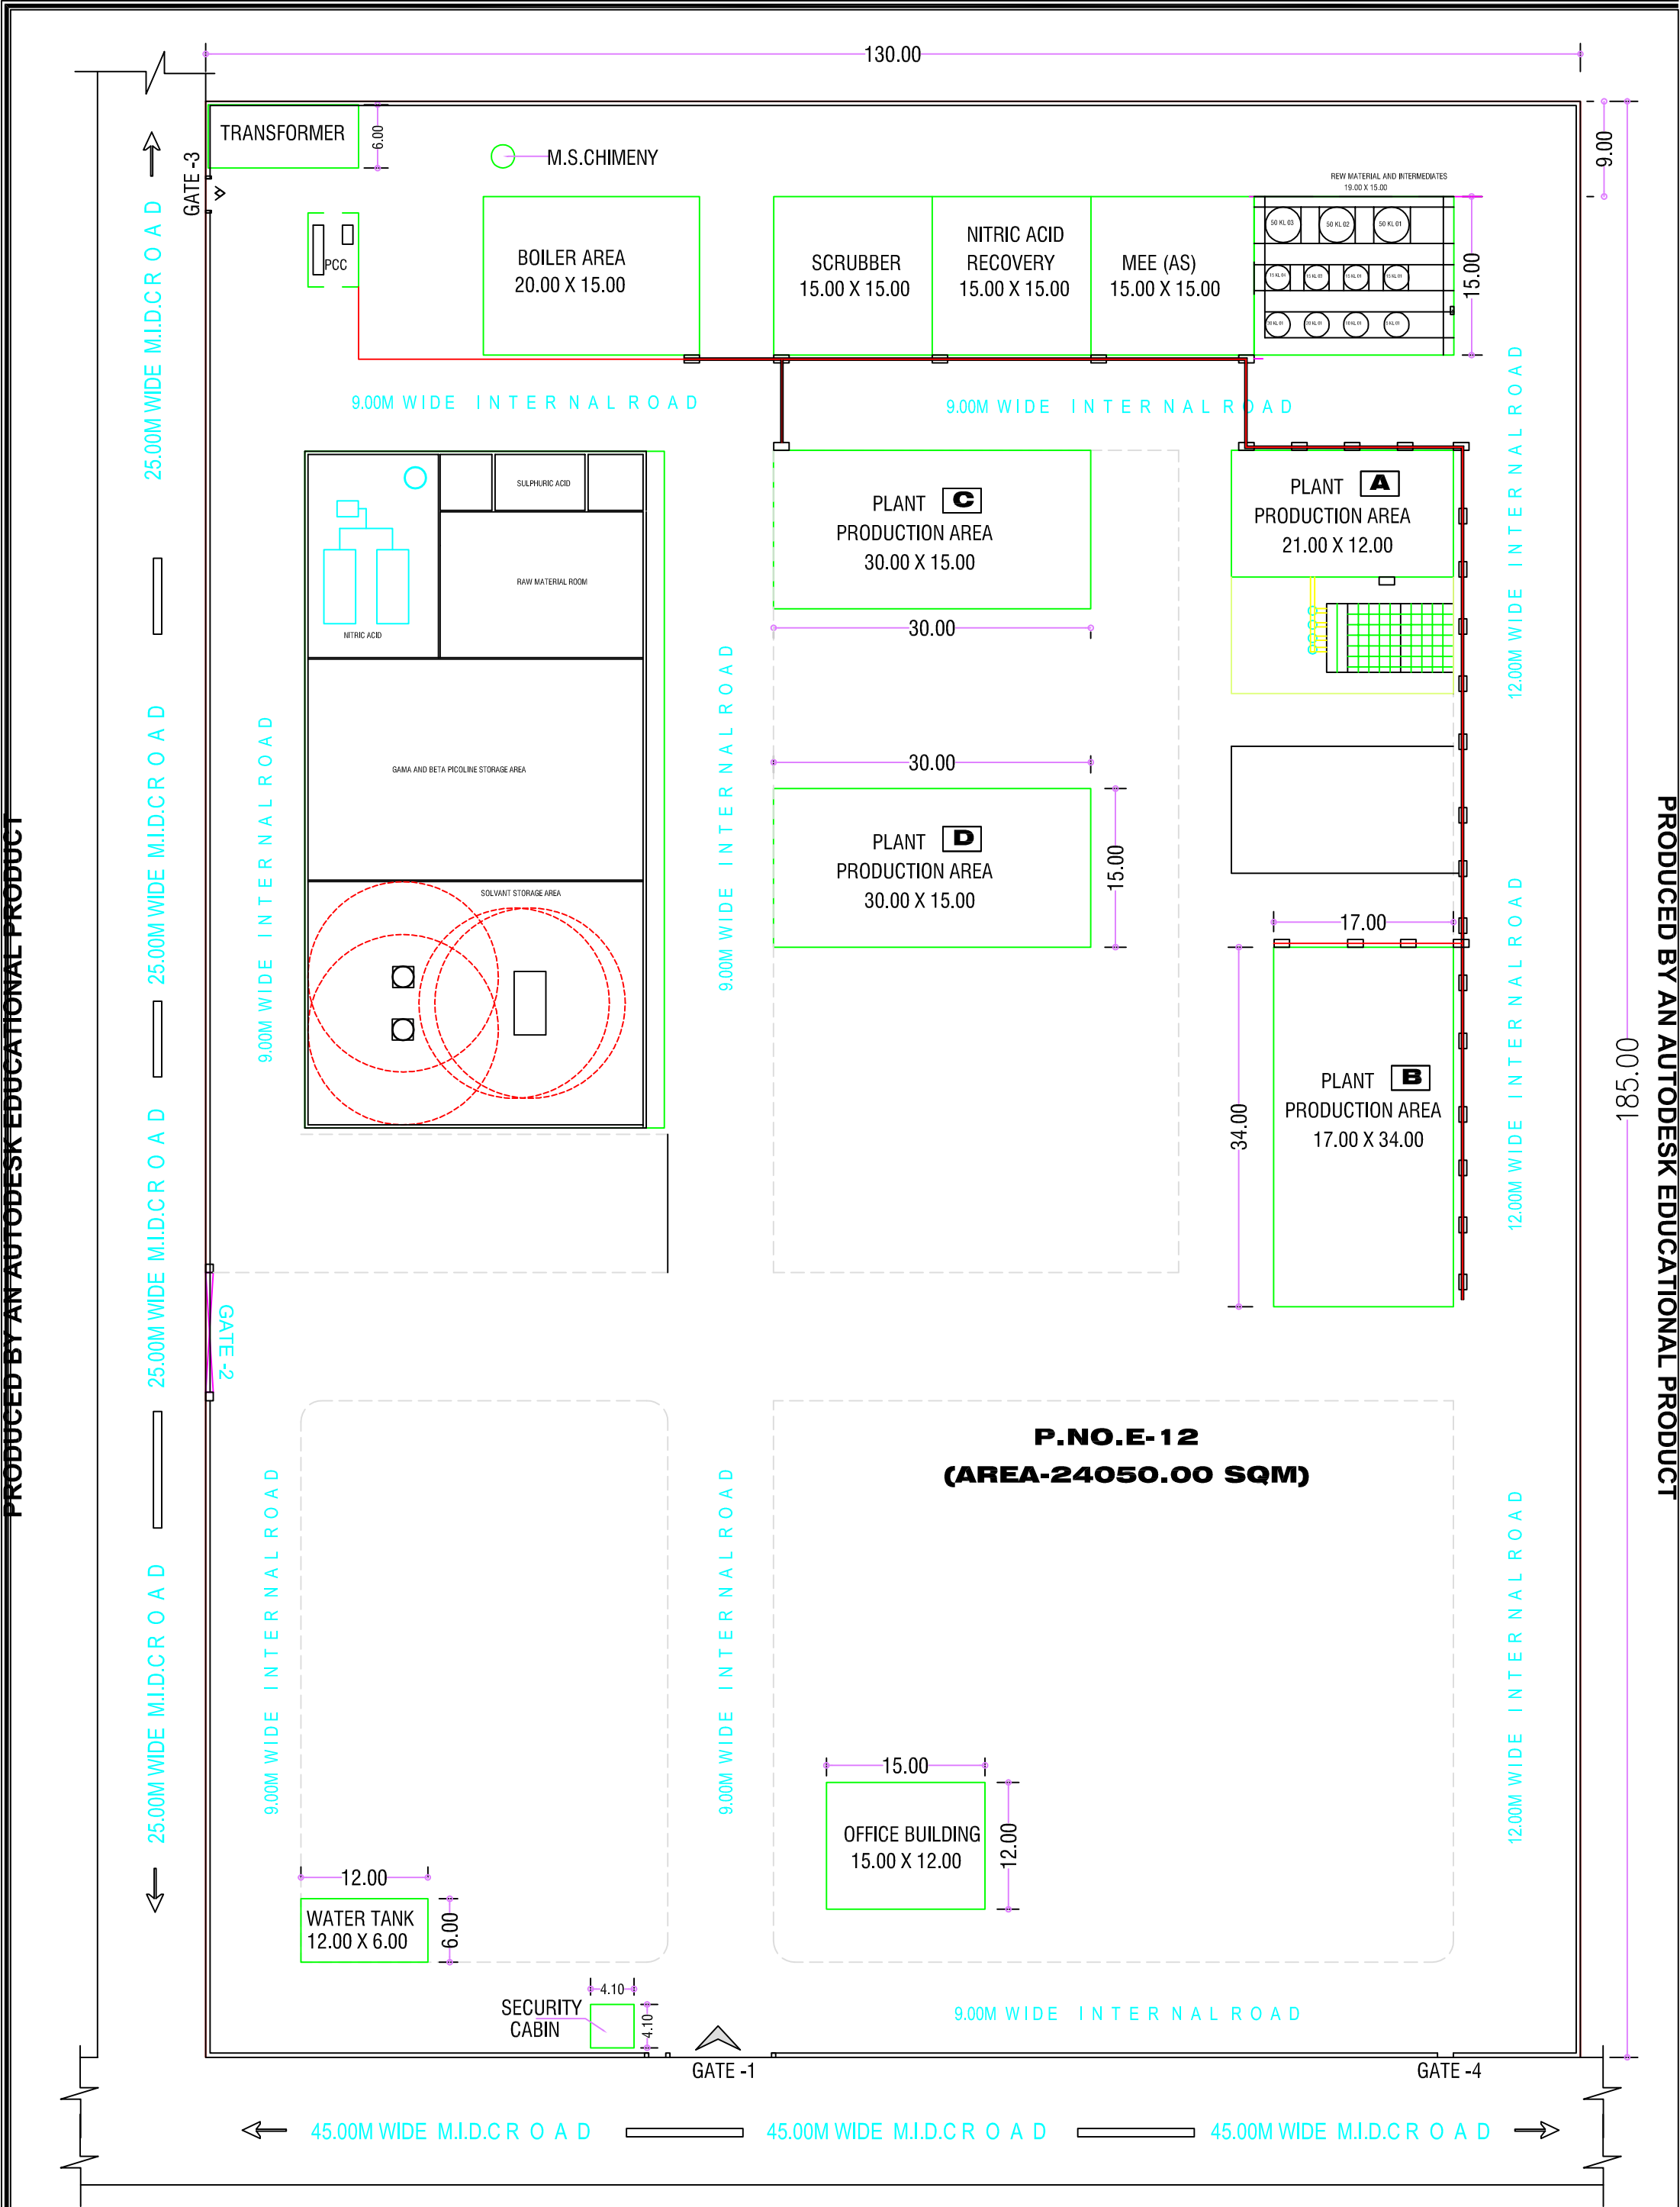 130.00
TRANSFORMER
6.00
GATE -3
M.S.CHIMENY
9.00
REW MATERIAL AND INTERMEDIATES
19.00 X 15.00
PCC
BOILER AREA
20.00 X 15.00
SCRUBBER
15.00 X 15.00
NITRIC ACID
RECOVERY
15.00 X 15.00
MEE (AS)
15.00 X 15.00
50 KL 03
50 KL 02
50 KL 01
15.00
25.00M WIDE M.I.D.C R O A D
9.00M WIDE I N T E R N A L R O A D
9.00M WIDE I N T E R N A L R O A D
12.00M WIDE I N T E R N A L R O A D
SULPHURIC ACID
RAW MATERIAL ROOM
NITRIC ACID
PLANT C
PRODUCTION AREA
30.00 X 15.00
30.00
PLANT A
PRODUCTION AREA
21.00 X 12.00
25.00M WIDE M.I.D.C R O A D
9.00M WIDE I N T E R N A L R O A D
9.00M WIDE I N T E R N A L R O A D
GAMA AND BETA PICOLINE STORAGE AREA
30.00
PLANT D
PRODUCTION AREA
30.00 X 15.00
15.00
SOLVANT STORAGE AREA
17.00
12.00M WIDE I N T E R N A L R O A D
34.00
PLANT B
PRODUCTION AREA
17.00 X 34.00
185.00
PRODUCED BY AN AUTODESK EDUCATIONAL PRODUCT
PRODUCED BY AN AUTODESK EDUCATIONAL PRODUCT
25.00M WIDE M.I.D.C R O A D
GATE -2
P.NO.E-12
(AREA-24050.00 SQM)
25.00M WIDE M.I.D.C R O A D
9.00M WIDE I N T E R N A L R O A D
9.00M WIDE I N T E R N A L R O A D
12.00M WIDE I N T E R N A L R O A D
15.00
OFFICE BUILDING
15.00 X 12.00
12.00
12.00
WATER TANK
12.00 X 6.00
6.00
4.10
SECURITY
CABIN
4.10
9.00M WIDE I N T E R N A L R O A D
GATE -1
GATE -4
45.00M WIDE M.I.D.C R O A D
45.00M WIDE M.I.D.C R O A D
45.00M WIDE M.I.D.C R O A D